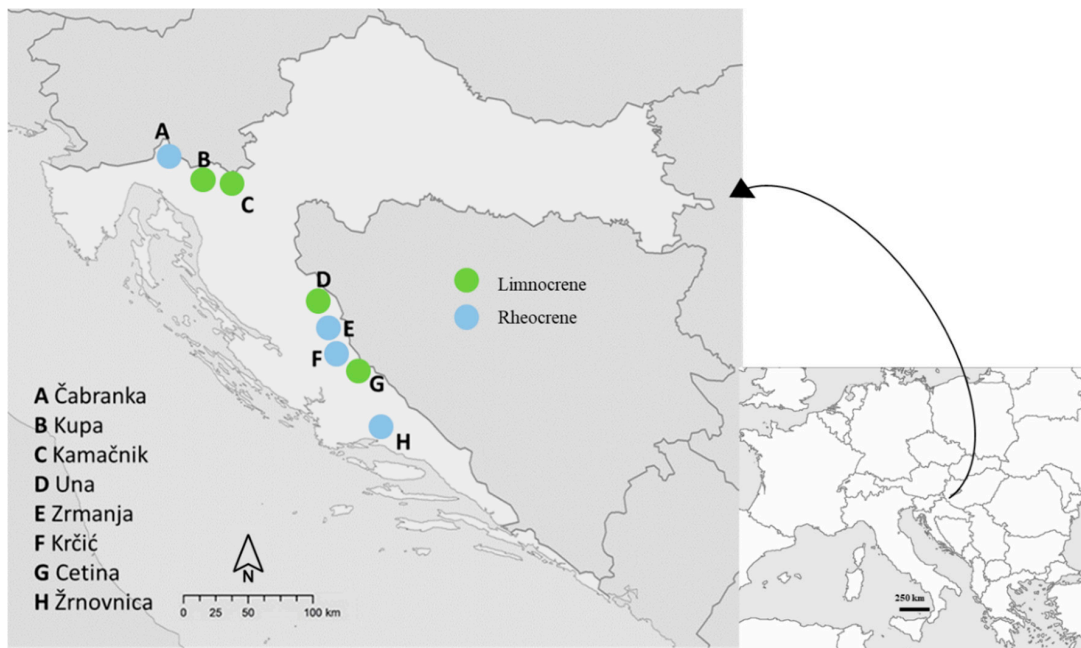 A
B
C
D
E
F
G
H
Limnocrene
Rheocrene
A Čabranka
B Kupa
C Kamačnik
D Una
E Zrmanja
F Krčić
G Cetina
H Žrnovnica
N
0 25 50 100 km
250 km